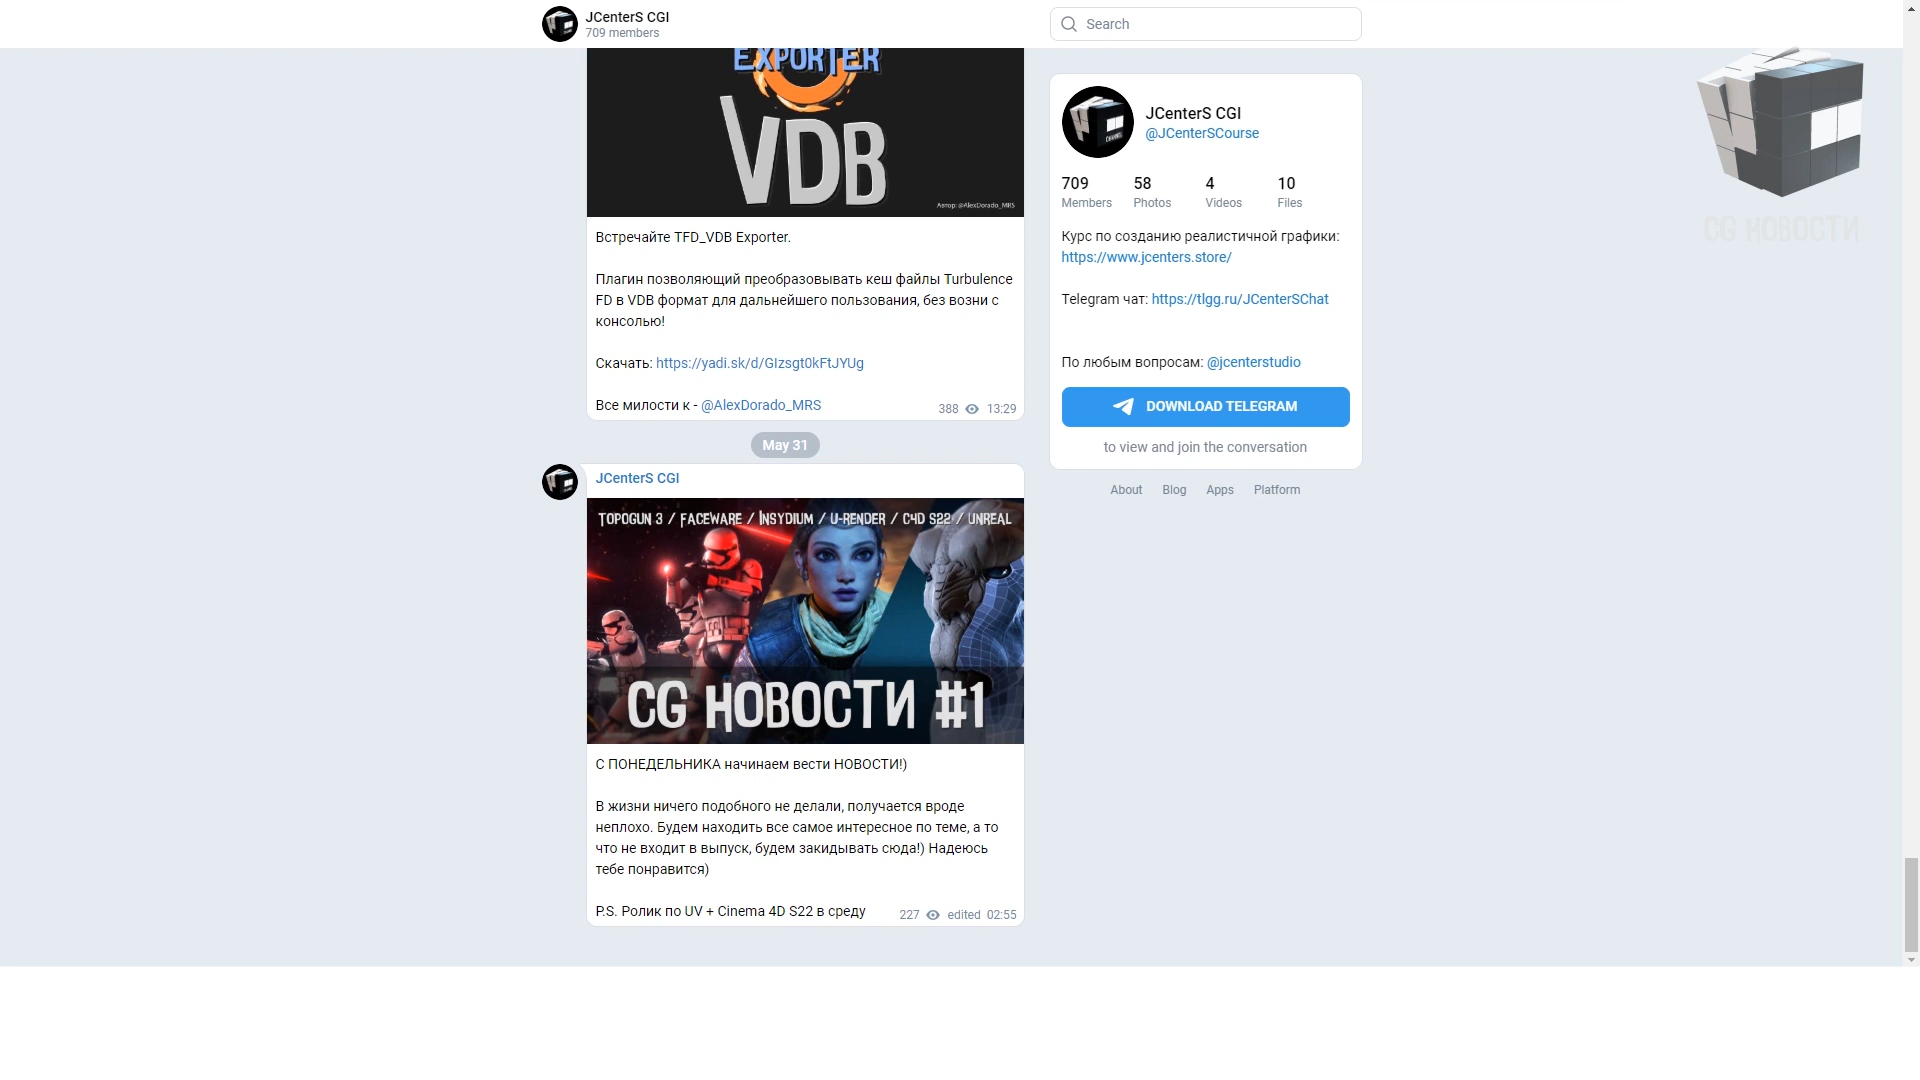 JCenterS CGI
709 members
Search
EXPORTER
VDB
Автор: @AlexDorado_MRS
Встречайте TFD_VDB Exporter.
Плагин позволяющий преобразовывать кеш файлы Turbulence
FD в VDB формат для дальнейшего пользования, без возни с
консолью!
Скачать: https://yadi.sk/d/GIzsgt0kFtJYUg
Все милости к - @AlexDorado_MRS
388 13:29
May 31
JCenterS CGI
TOPOGUN 3 / FACEWARE / INSYDIUM / U-RENDER / C4D S22 / UNREAL
CG НОВОСТИ #1
С ПОНЕДЕЛЬНИКА начинаем вести НОВОСТИ!)
В жизни ничего подобного не делали, получается вроде
неплохо. Будем находить все самое интересное по теме, а то
что не входит в выпуск, будем закидывать сюда!) Надеюсь
тебе понравится)
P.S. Ролик по UV + Cinema 4D S22 в среду
227 edited 02:55
JCenterS CGI
@JCenterSCourse
709 58 4 10
Members Photos Videos Files
Курс по созданию реалистичной графики:
https://www.jcenters.store/
Telegram чат: https://tlgg.ru/JCenterSChat
По любым вопросам: @jcenterstudio
DOWNLOAD TELEGRAM
to view and join the conversation
About Blog Apps Platform
CG НОВОСТИ